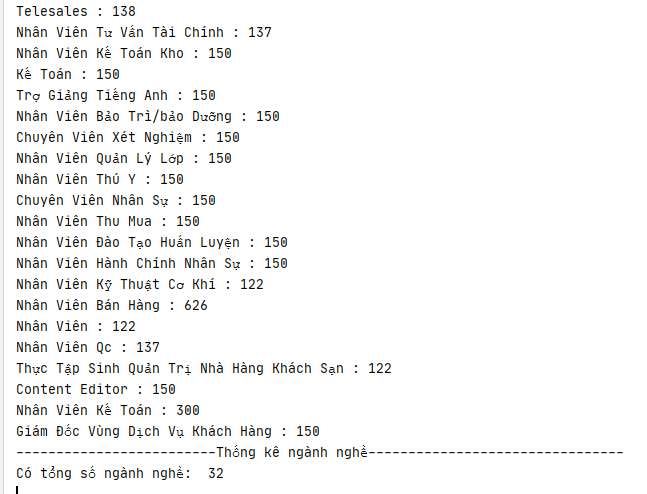 Telesales : 138
Nhân Viên Tư Vấn Tài Chính : 137
Nhân Viên Kế Toán Kho : 150
Kế Toán : 150
Trợ Giảng Tiếng Anh : 150
Nhân Viên Bảo Trì/bảo Dưỡng : 150
Chuyên Viên Xét Nghiệm : 150
Nhân Viên Quản Lý Lớp : 150
Nhân Viên Thú Y : 150
Chuyên Viên Nhân Sự : 150
Nhân Viên Thu Mua : 150
Nhân Viên Đào Tạo Huấn Luyện : 150
Nhân Viên Hành Chính Nhân Sự : 150
Nhân Viên Kỹ Thuật Cơ Khí : 122
Nhân Viên Bán Hàng : 626
Nhân Viên : 122
Nhân Viên Qc : 137
Thực Tập Sinh Quản Trị Nhà Hàng Khách Sạn : 122
Content Editor : 150
Nhân Viên Kế Toán : 300
Giám Đốc Vùng Dịch Vụ Khách Hàng : 150
-------------------------Thống kê ngành nghề--------------------------------
Có tổng số ngành nghề:  32